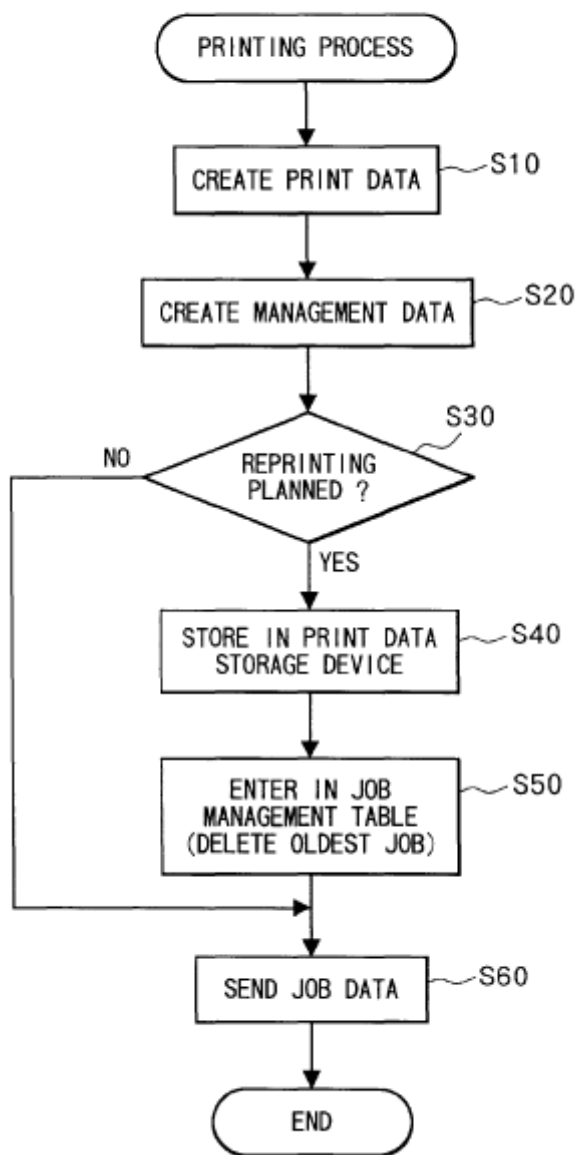 PRINTING PROCESS
CREATE PRINT DATA
S10
CREATE MANAGEMENT DATA
S20
S30
NO
REPRINTING
PLANNED ?
YES
STORE IN PRINT DATA
STORAGE DEVICE
S40
ENTER IN JOB
MANAGEMENT TABLE
(DELETE OLDEST JOB)
S50
SEND JOB DATA
S60
END